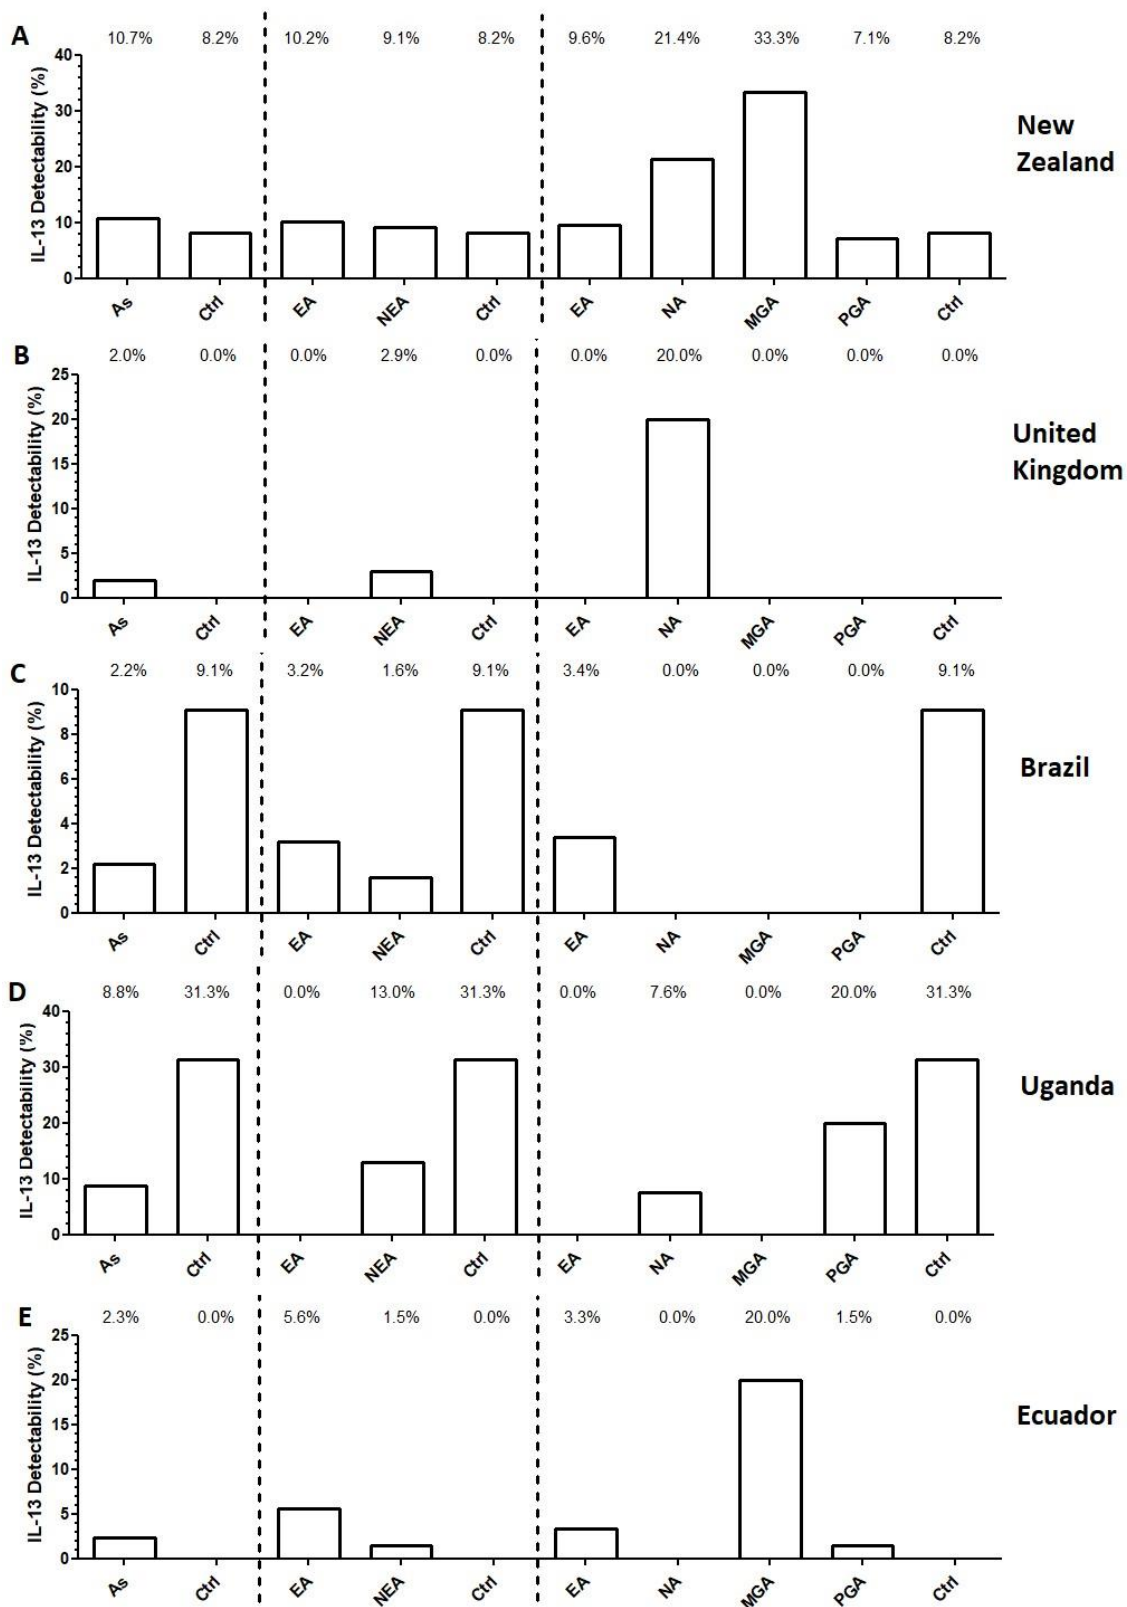 A
10.7% 8.2% 10.2% 9.1% 8.2% 9.6% 21.4% 33.3% 7.1% 8.2%
IL-13 Detectability (%)
40
30
20
10
0
As Ctrl EA NEA Ctrl EA NA MGA PGA Ctrl
New
Zealand
B
2.0% 0.0% 0.0% 2.9% 0.0% 0.0% 20.0% 0.0% 0.0% 0.0%
IL-13 Detectability (%)
25
20
15
10
5
0
As Ctrl EA NEA Ctrl EA NA MGA PGA Ctrl
United
Kingdom
C
2.2% 9.1% 3.2% 1.6% 9.1% 3.4% 0.0% 0.0% 0.0% 9.1%
IL-13 Detectability (%)
10
8
6
4
2
0
As Ctrl EA NEA Ctrl EA NA MGA PGA Ctrl
Brazil
D
8.8% 31.3% 0.0% 13.0% 31.3% 0.0% 7.6% 0.0% 20.0% 31.3%
IL-13 Detectability (%)
40
30
20
10
0
As Ctrl EA NEA Ctrl EA NA MGA PGA Ctrl
Uganda
E
2.3% 0.0% 5.6% 1.5% 0.0% 3.3% 0.0% 20.0% 1.5% 0.0%
IL-13 Detectability (%)
25
20
15
10
5
0
As Ctrl EA NEA Ctrl EA NA MGA PGA Ctrl
Ecuador